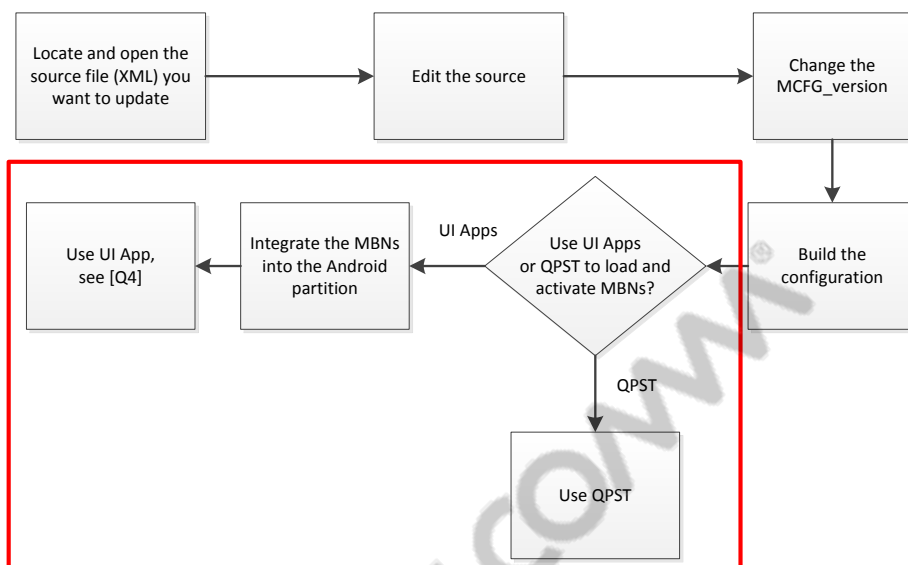 Locate and open the
source file (XML) you
want to update
Edit the source
Change the
MCFG_version
Build the
configuration
Use UI Apps
or QPST to load and
activate MBNs?
UI Apps
Integrate the MBNs
into the Android
partition
Use UI App,
see [Q4]
QPST
Use QPST